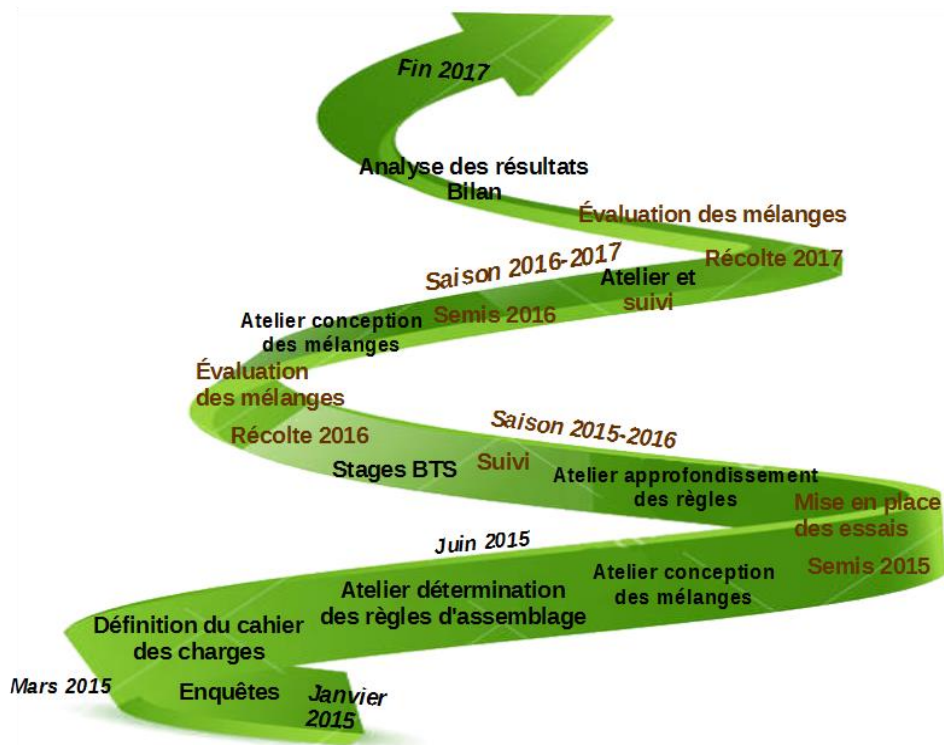 Fin 2017
Analyse des résultats
Bilan
Évaluation des mélanges
Récolte 2017
Saison 2016-2017
Atelier et
suivi
Semis 2016
Atelier conception
des mélanges
Évaluation
des mélanges
Récolte 2016
Saison 2015-2016
Stages BTS
Suivi
Atelier approfondissement
des règles
Mise en place
des essais
Semis 2015
Juin 2015
Atelier conception
des mélanges
Atelier détermination
des règles d'assemblage
Définition du cahier
des charges
Mars 2015
Enquêtes
Janvier
2015